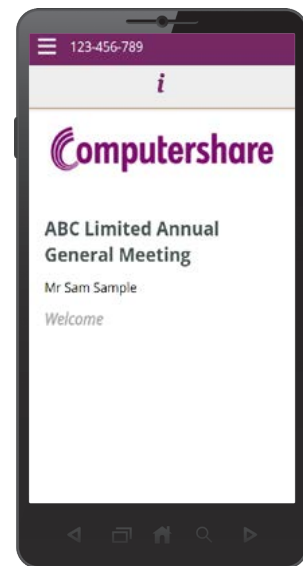 123-456-789
i
Computershare
ABC Limited Annual
General Meeting
Mr Sam Sample
Welcome